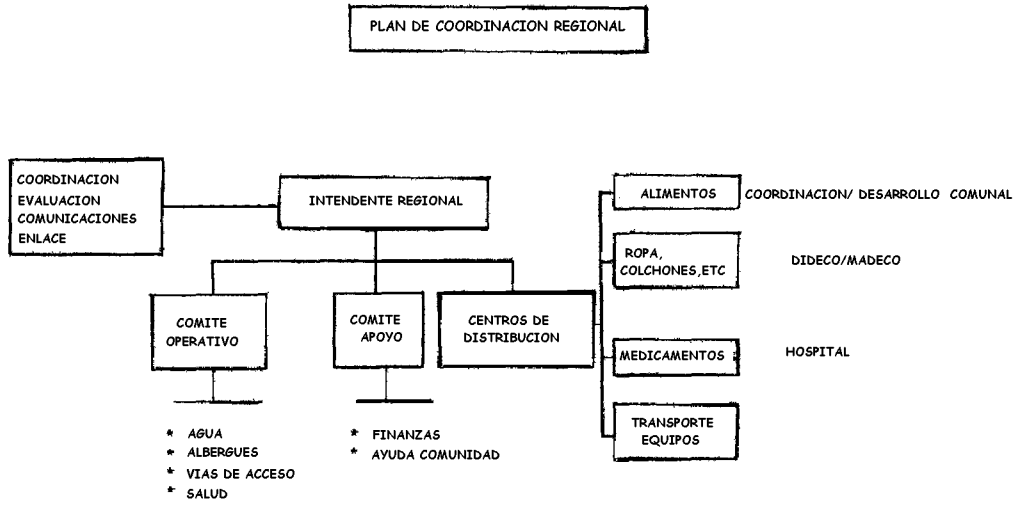 PLAN DE COORDINACION REGIONAL
COORDINACION
EVALUACION
COMUNICACIONES
ENLACE
INTENDENTE REGIONAL
COMITE
OPERATIVO
* AGUA
* ALBERGUES
* VIAS DE ACCESO
* SALUD
COMITE
APOYO
* FINANZAS
* AYUDA COMUNIDAD
CENTROS DE
DISTRIBUCION
ALIMENTOS
COORDINACION/ DESARROLLO COMUNAL
ROPA,
COLCHONES,ETC
DIDECO/MADECO
MEDICAMENTOS
HOSPITAL
TRANSPORTE
EQUIPOS